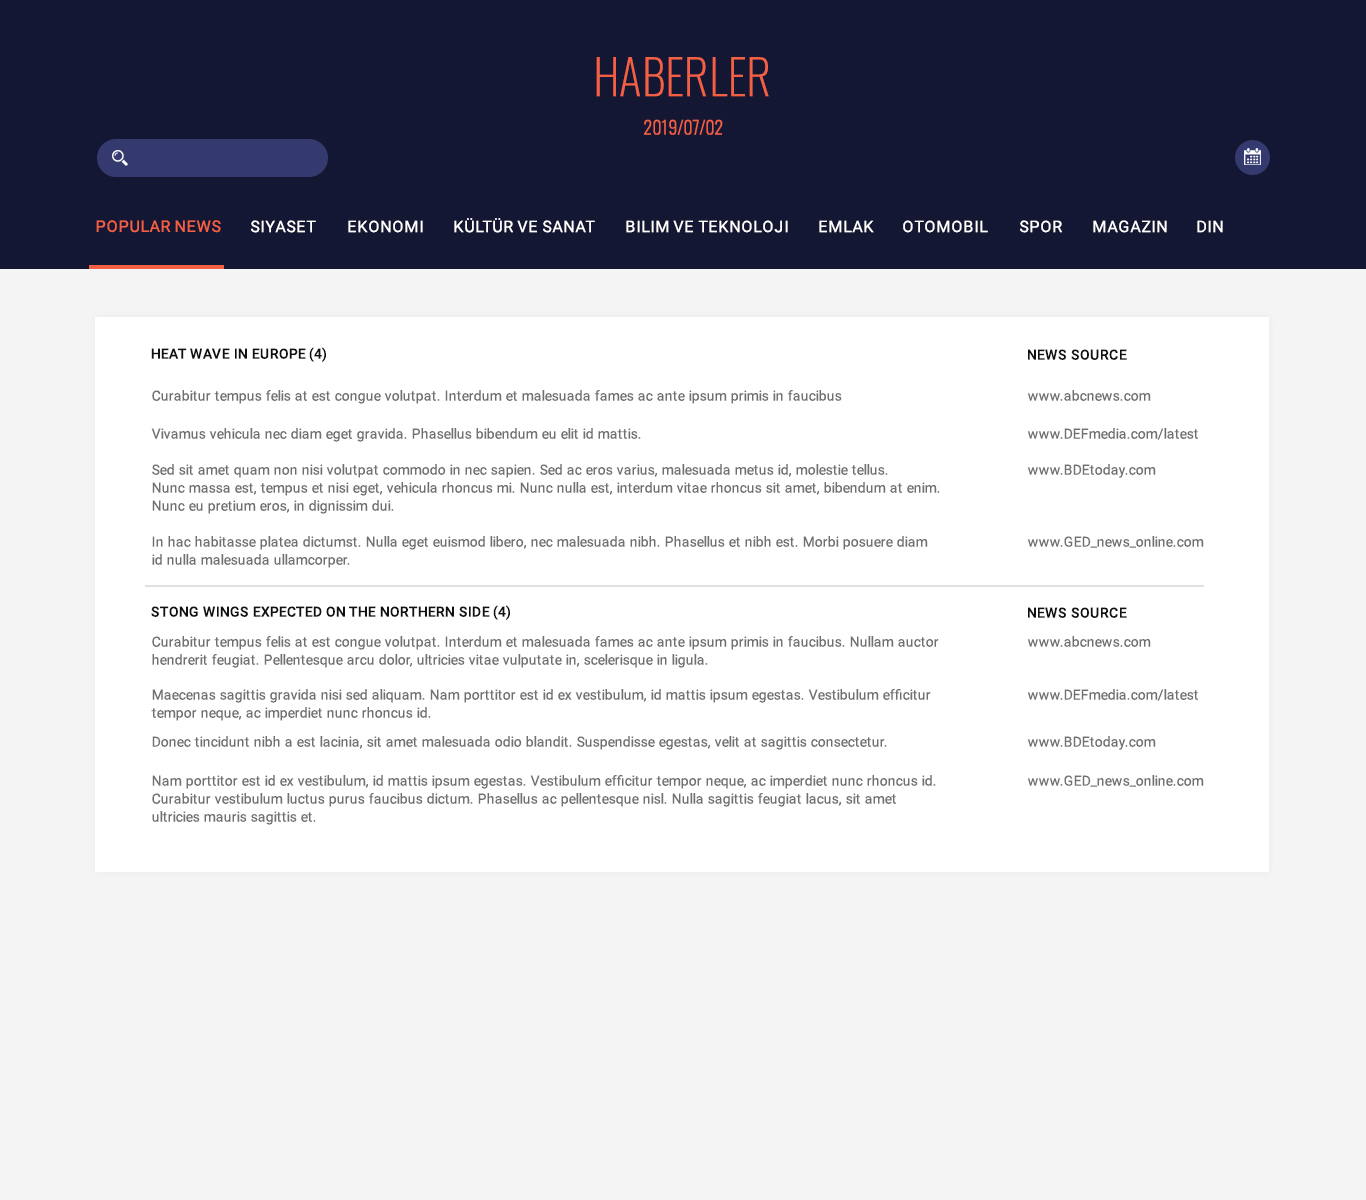 HABERLER
2019/07/02
POPULAR NEWS SIYASET EKONOMI KÜLTÜR VE SANAT BILIM VE TEKNOLOJI EMLAK OTOMOBIL SPOR MAGAZIN DIN
HEAT WAVE IN EUROPE (4) NEWS SOURCE
Curabitur tempus felis at est congue volutpat. Interdum et malesuada fames ac ante ipsum primis in faucibus www.abcnews.com
Vivamus vehicula nec diam eget gravida. Phasellus bibendum eu elit id mattis. www.DEFmedia.com/latest
Sed sit amet quam non nisi volutpat commodo in nec sapien. Sed ac eros varius, malesuada metus id, molestie tellus. www.BDEtoday.com
Nunc massa est, tempus et nisi eget, vehicula rhoncus mi. Nunc nulla est, interdum vitae rhoncus sit amet, bibendum at enim.
Nunc eu pretium eros, in dignissim dui.
In hac habitasse platea dictumst. Nulla eget euismod libero, nec malesuada nibh. Phasellus et nibh est. Morbi posuere diam www.GED_news_online.com
id nulla malesuada ullamcorper.
STONG WINGS EXPECTED ON THE NORTHERN SIDE (4) NEWS SOURCE
Curabitur tempus felis at est congue volutpat. Interdum et malesuada fames ac ante ipsum primis in faucibus. Nullam auctor www.abcnews.com
hendrerit feugiat. Pellentesque arcu dolor, ultricies vitae vulputate in, scelerisque in ligula.
Maecenas sagittis gravida nisi sed aliquam. Nam porttitor est id ex vestibulum, id mattis ipsum egestas. Vestibulum efficitur www.DEFmedia.com/latest
tempor neque, ac imperdiet nunc rhoncus id.
Donec tincidunt nibh a est lacinia, sit amet malesuada odio blandit. Suspendisse egestas, velit at sagittis consectetur. www.BDEtoday.com
Nam porttitor est id ex vestibulum, id mattis ipsum egestas. Vestibulum efficitur tempor neque, ac imperdiet nunc rhoncus id. www.GED_news_online.com
Curabitur vestibulum luctus purus faucibus dictum. Phasellus ac pellentesque nisl. Nulla sagittis feugiat lacus, sit amet
ultricies mauris sagittis et.